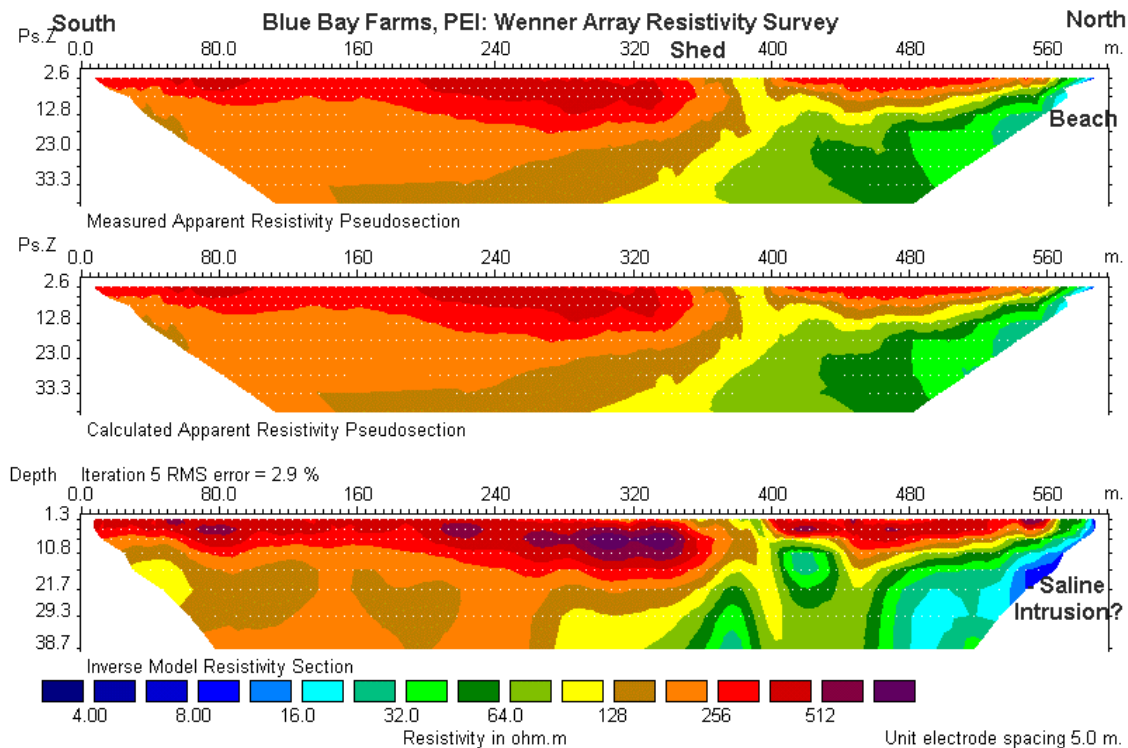 Blue Bay Farms, PEI: Wenner Array Resistivity Survey
South
North
Ps.Z
0.0 80.0 160 240 320 Shed 400 480 560 m.
2.6
12.8
23.0
33.3
Beach
Measured Apparent Resistivity Pseudosection
Ps.Z
0.0 80.0 160 240 320 400 480 560 m.
2.6
12.8
23.0
33.3
Calculated Apparent Resistivity Pseudosection
Depth Iteration 5 RMS error = 2.9 %
0.0 80.0 160 240 320 400 480 560 m.
1.3
10.8
21.7
29.3
38.7
Saline
Intrusion?
Inverse Model Resistivity Section
4.00 8.00 16.0 32.0 64.0 128 256 512
Resistivity in ohm.m
Unit electrode spacing 5.0 m.